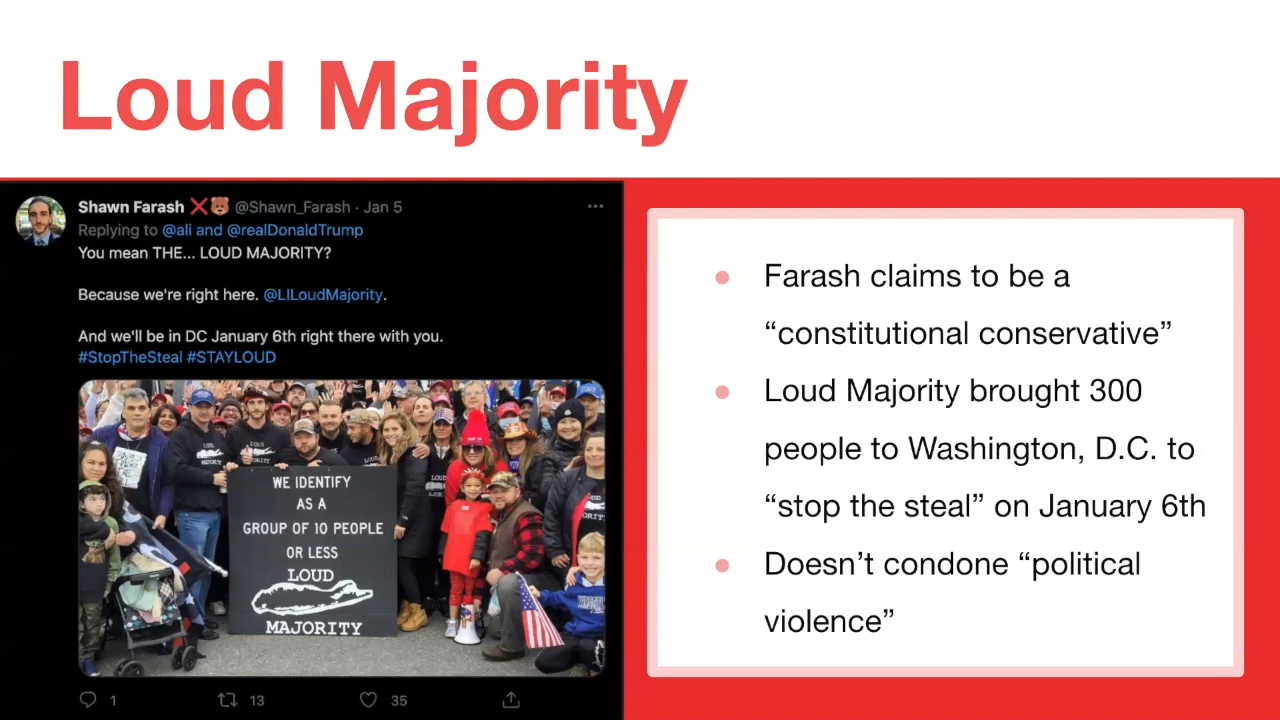 Loud Majority
Shawn Farash ❌🐻 @Shawn_Farash · Jan 5
Replying to @ali and @realDonaldTrump
You mean THE... LOUD MAJORITY?
Because we're right here. @LILoudMajority.
And we'll be in DC January 6th right there with you.
#StopTheSteal #STAYLOUD
WE IDENTIFY
AS A
GROUP OF 10 PEOPLE
OR LESS
LOUD
MAJORITY
1 13 35
• Farash claims to be a
“constitutional conservative”
• Loud Majority brought 300
people to Washington, D.C. to
“stop the steal” on January 6th
• Doesn’t condone “political
violence”